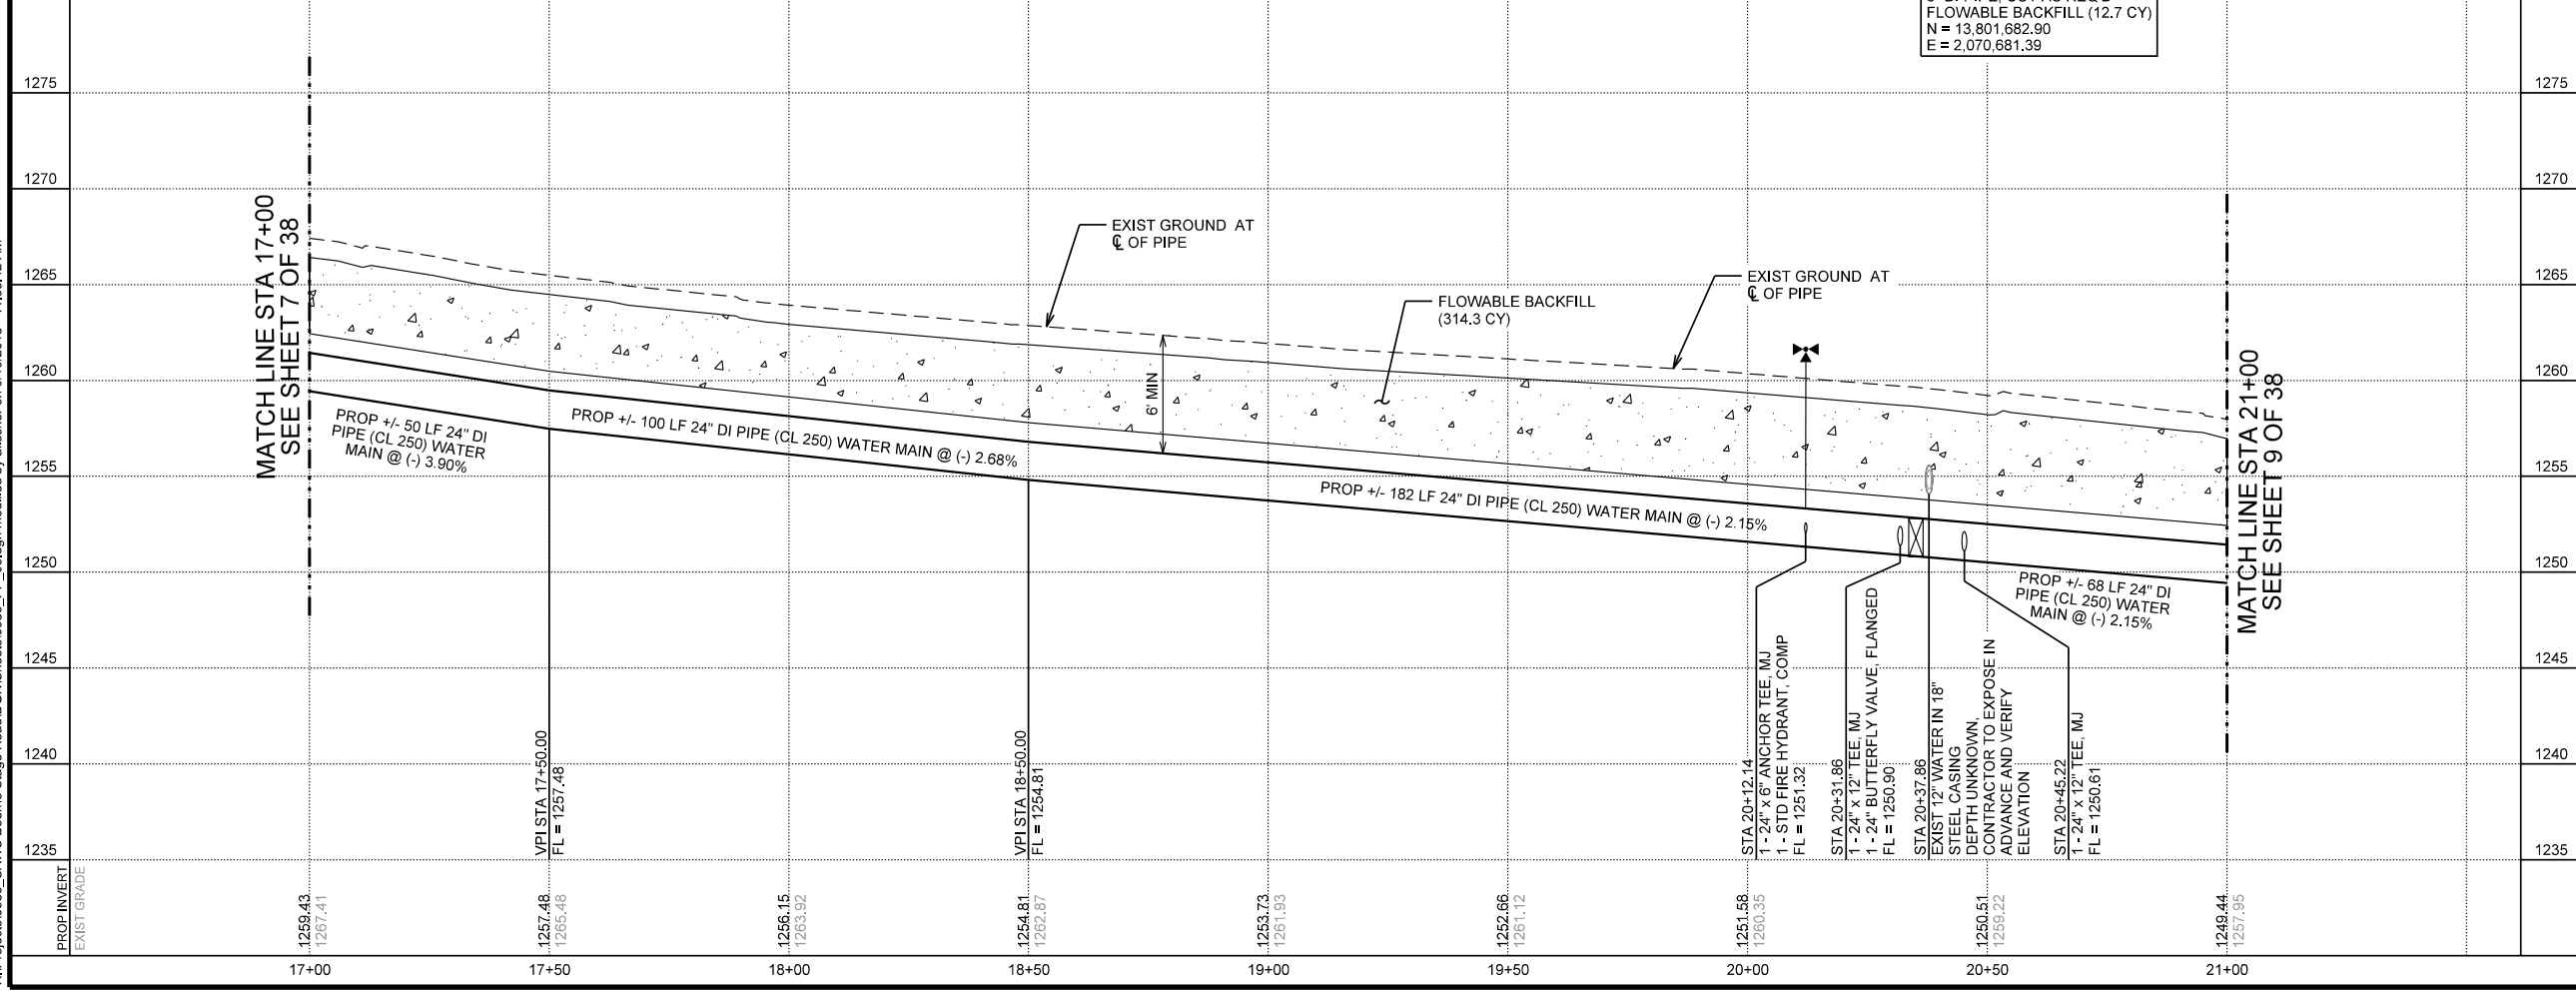 FLOWABLE BACKFILL (12.7 CY)
N = 13,801,682.90
E = 2,070,681.39
1275
1275
1270
1270
1265
1265
1260
1260
1255
1255
1250
1250
1245
1245
1240
1240
1235
1235
MATCH LINE STA 17+00
SEE SHEET 7 OF 38
EXIST GROUND AT
℄ OF PIPE
FLOWABLE BACKFILL
(314.3 CY)
EXIST GROUND AT
℄ OF PIPE
6' MIN
MATCH LINE STA 21+00
SEE SHEET 9 OF 38
PROP +/- 50 LF 24" DI
PIPE (CL 250) WATER
MAIN @ (-) 3.90%
PROP +/- 100 LF 24" DI PIPE (CL 250) WATER MAIN @ (-) 2.68%
PROP +/- 182 LF 24" DI PIPE (CL 250) WATER MAIN @ (-) 2.15%
PROP +/- 68 LF 24" DI
PIPE (CL 250) WATER
MAIN @ (-) 2.15%
VPI STA 17+50.00
FL = 1257.48
VPI STA 18+50.00
FL = 1254.81
STA 20+12.14
1 - 24" x 6" ANCHOR TEE, MJ
1 - STD FIRE HYDRANT, COMP
FL = 1251.32
STA 20+31.86
1 - 24" x 12" TEE, MJ
1 - 24" BUTTERFLY VALVE, FLANGED
FL = 1250.90
STA 20+37.86
EXIST 12" WATER IN 18"
STEEL CASING
DEPTH UNKNOWN,
CONTRACTOR TO EXPOSE IN
ADVANCE AND VERIFY
ELEVATION
STA 20+45.22
1 - 24" x 12" TEE, MJ
FL = 1250.61
PROP INVERT
EXIST GRADE
1259.43
1267.41
1257.48
1265.48
1256.15
1263.92
1254.81
1262.87
1253.73
1261.93
1252.66
1261.12
1251.58
1260.35
1250.51
1259.22
1249.44
1257.95
17+00
17+50
18+00
18+50
19+00
19+50
20+00
20+50
21+00